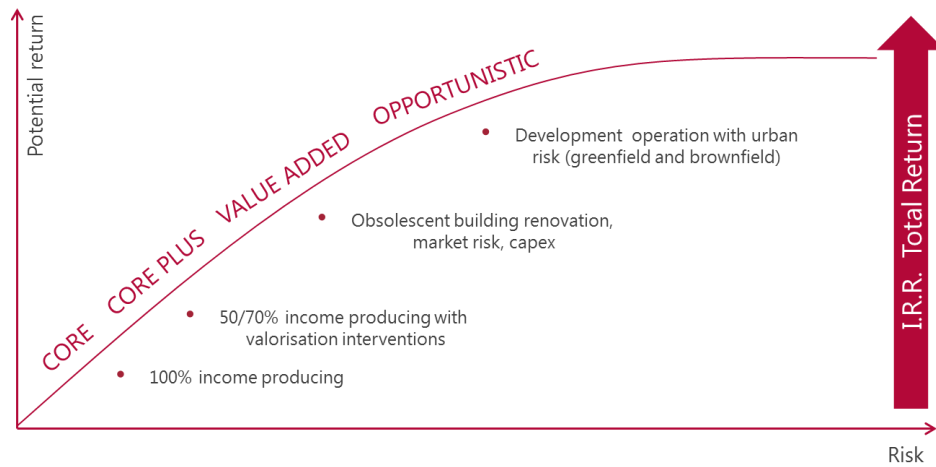 Potential return
CORE
CORE PLUS
VALUE ADDED
OPPORTUNISTIC
Development operation with urban
risk (greenfield and brownfield)
Obsolescent building renovation,
market risk, capex
50/70% income producing with
valorisation interventions
100% income producing
I.R.R. Total Return
Risk